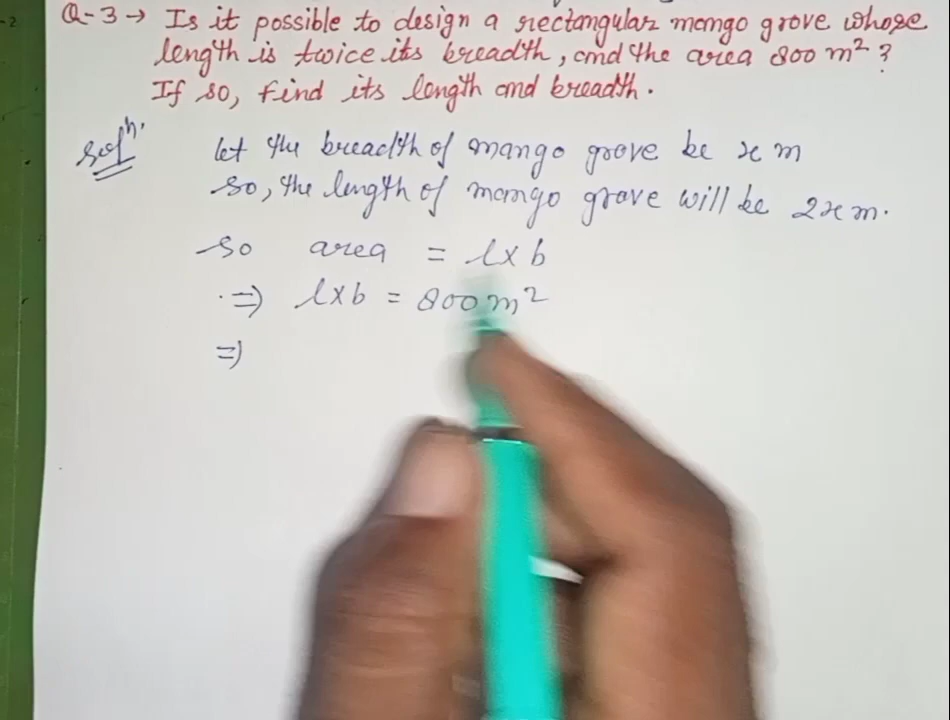 -2
Q-3→ Is it possible to design a rectangular mango grove whose
length is twice its breadth, and the area 800 m²?
If so, find its length and breadth.
Solⁿ. let the breadth of mango grove be x m
so, the length of mango grove will be 2x m.
so area = l×b
⇒ l×b = 800m²
⇒